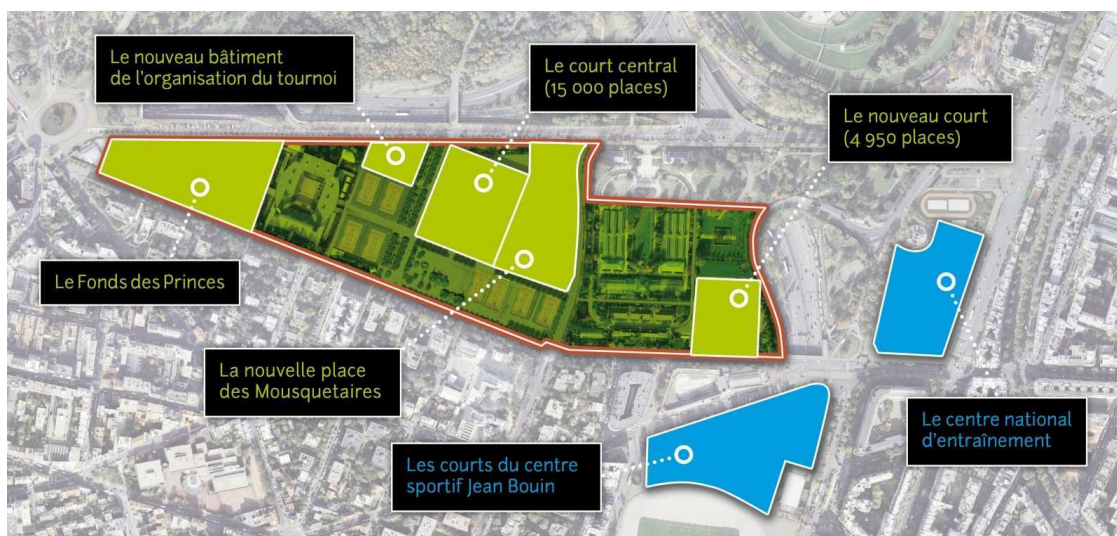 Le nouveau bâtiment
de l'organisation du tournoi
Le court central
(15 000 places)
Le nouveau court
(4 950 places)
Le Fonds des Princes
La nouvelle place
des Mousquetaires
Les courts du centre
sportif Jean Bouin
Le centre national
d'entraînement